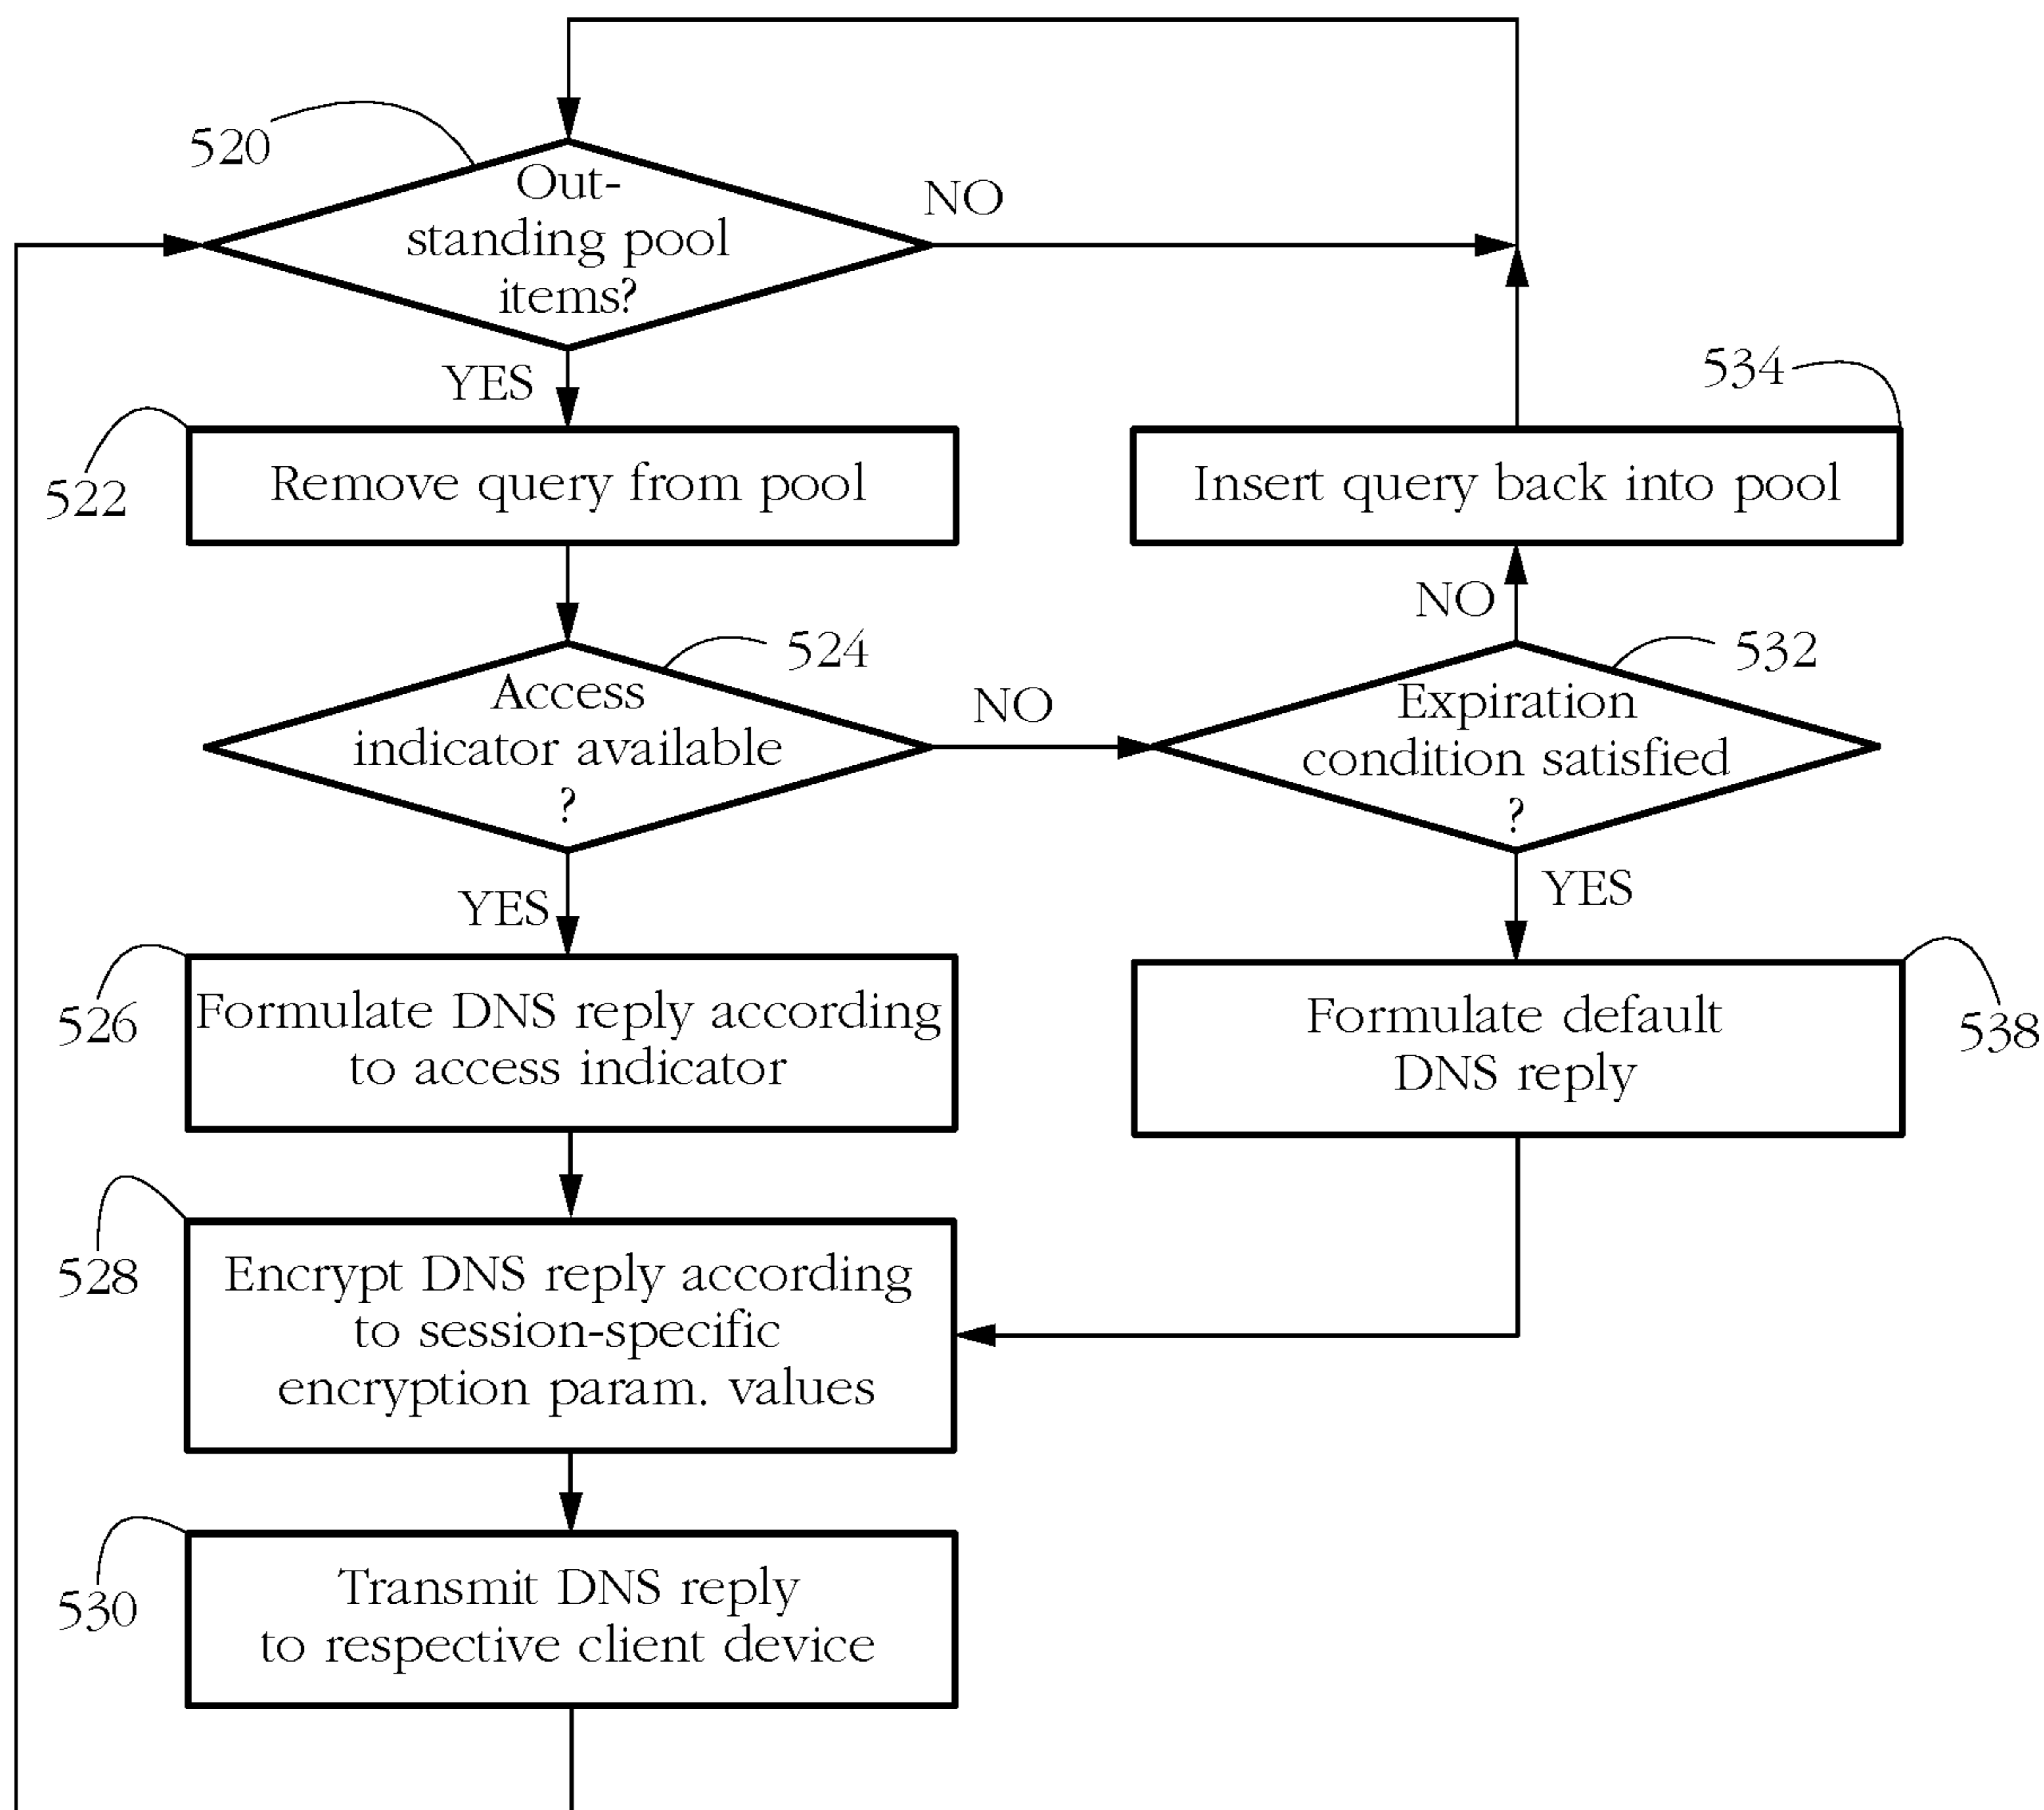 520
Out-
standing pool
items?
NO
YES
534
522
Remove query from pool
Insert query back into pool
NO
524
532
Access
indicator available
?
NO
Expiration
condition satisfied
?
YES
YES
526
Formulate DNS reply according
to access indicator
Formulate default
DNS reply
538
528
Encrypt DNS reply according
to session-specific
encryption param. values
530
Transmit DNS reply
to respective client device